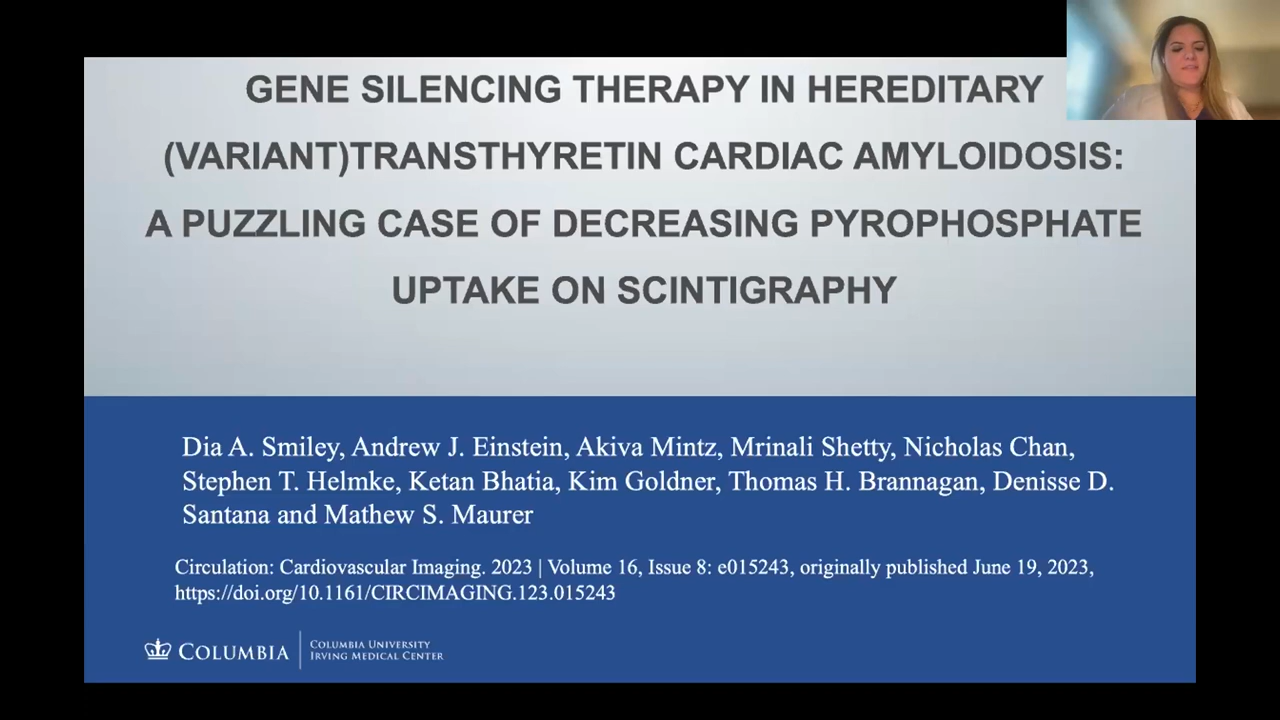 GENE SILENCING THERAPY IN HEREDITARY
(VARIANT)TRANSTHYRETIN CARDIAC AMYLOIDOSIS:
A PUZZLING CASE OF DECREASING PYROPHOSPHATE
UPTAKE ON SCINTIGRAPHY
Dia A. Smiley, Andrew J. Einstein, Akiva Mintz, Mrinali Shetty, Nicholas Chan,
Stephen T. Helmke, Ketan Bhatia, Kim Goldner, Thomas H. Brannagan, Denisse D.
Santana and Mathew S. Maurer
Circulation: Cardiovascular Imaging. 2023 | Volume 16, Issue 8: e015243, originally published June 19, 2023,
https://doi.org/10.1161/CIRCIMAGING.123.015243
COLUMBIA
COLUMBIA UNIVERSITY
IRVING MEDICAL CENTER